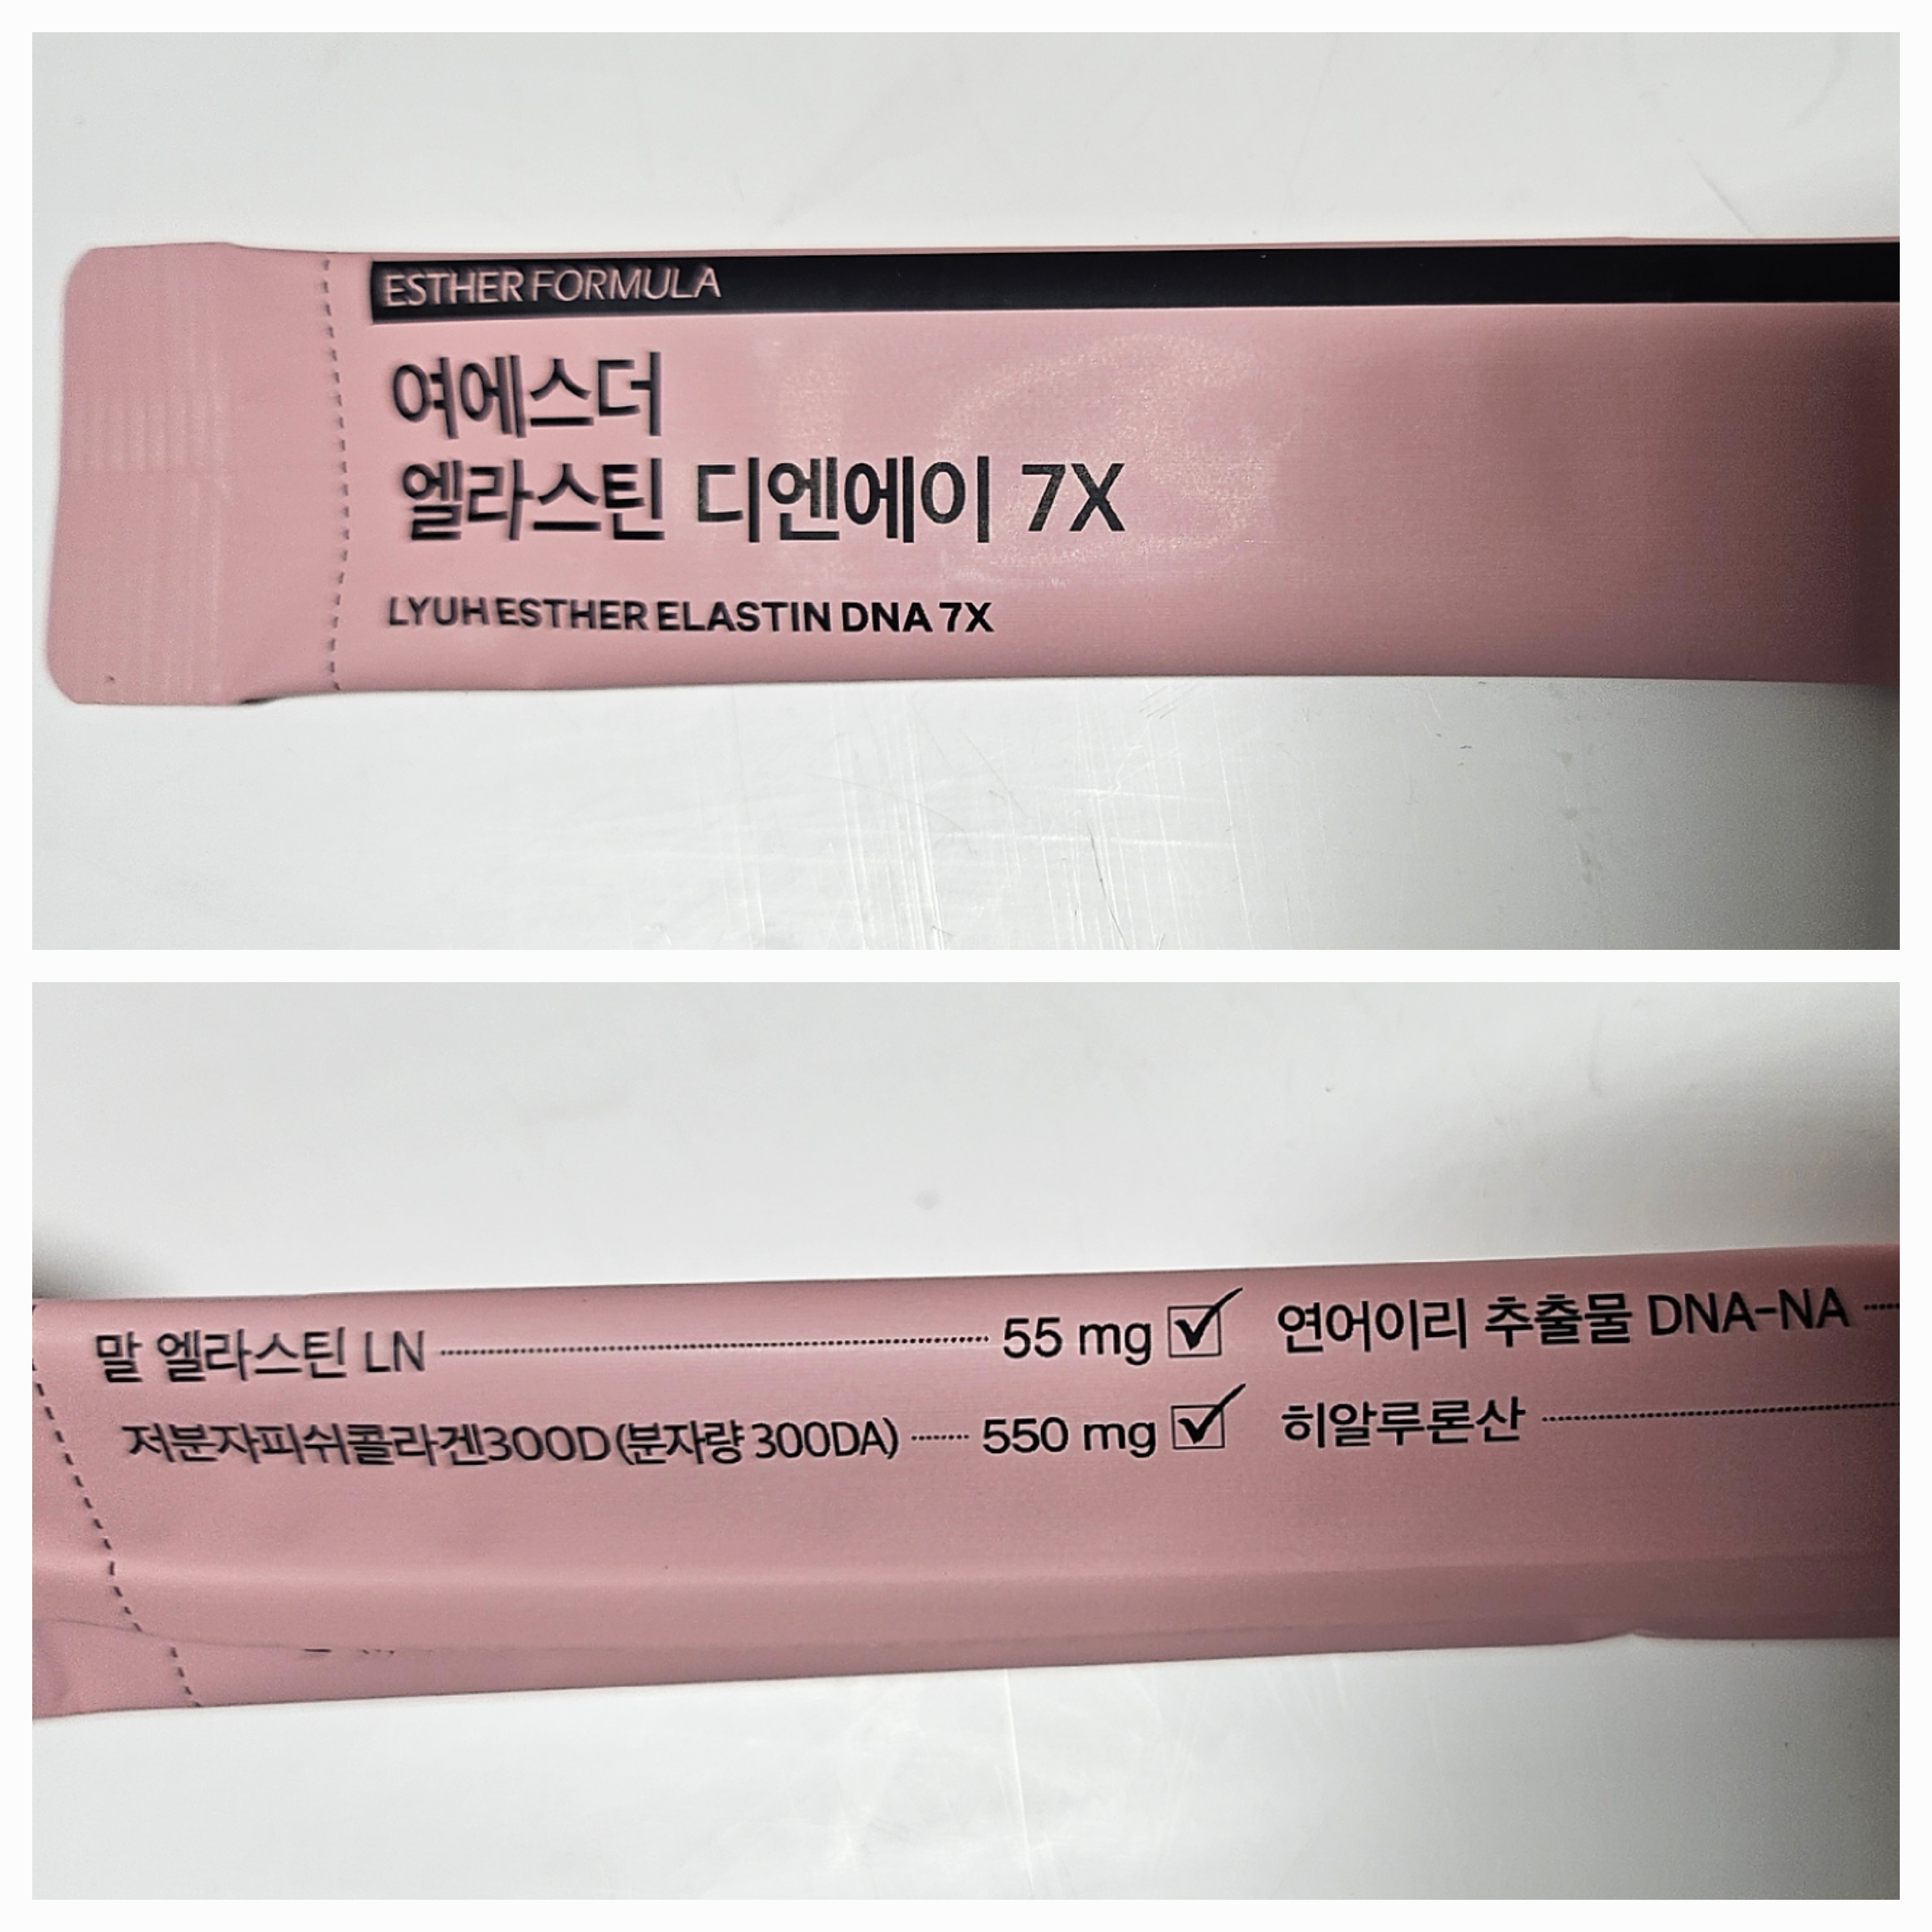 ESTHER FORMULA
여에스더
엘라스틴 디엔에이 7X
LYUH ESTHER ELASTIN DNA 7X
말 엘라스틴 LN 55 mg ☑ 연어이리 추출물 DNA-NA
저분자피쉬콜라겐300D(분자량 300DA) 550 mg ☑ 히알루론산